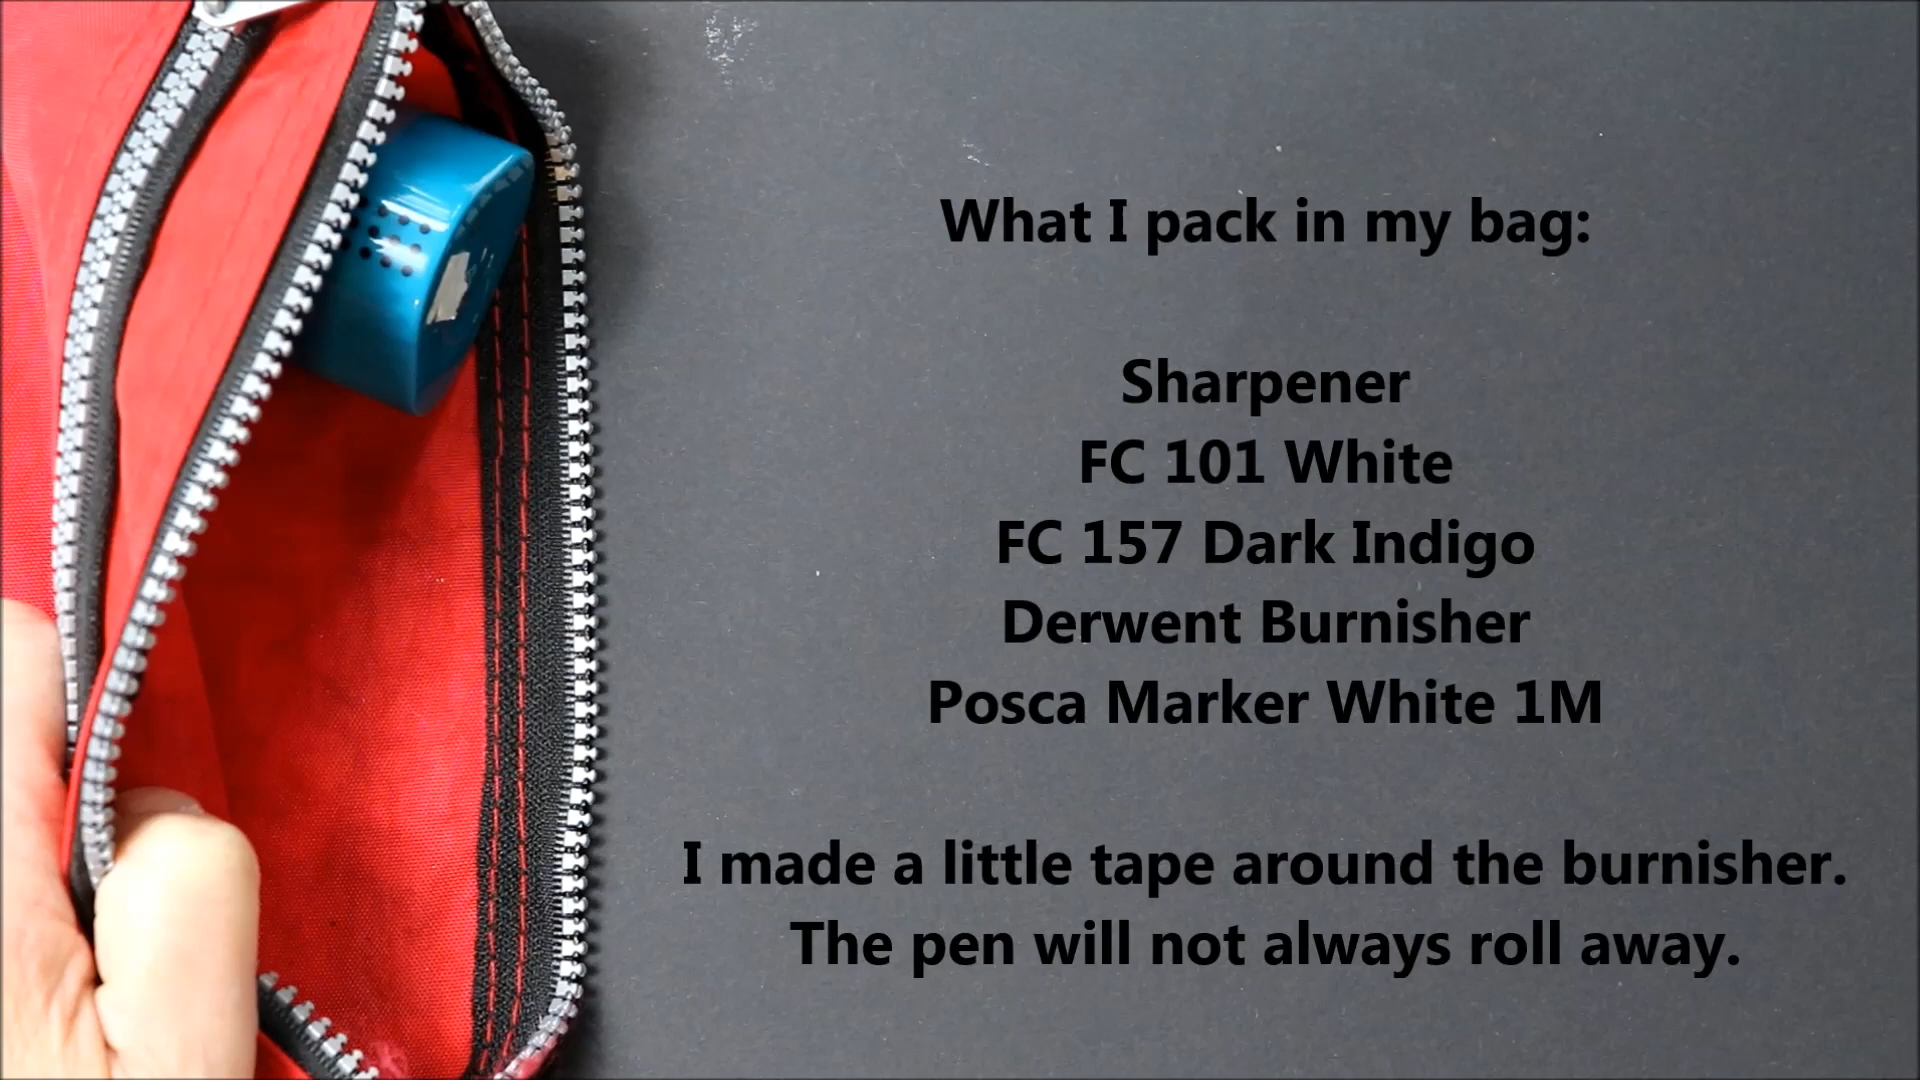 What I pack in my bag:
Sharpener
FC 101 White
FC 157 Dark Indigo
Derwent Burnisher
Posca Marker White 1M
I made a little tape around the burnisher.
The pen will not always roll away.